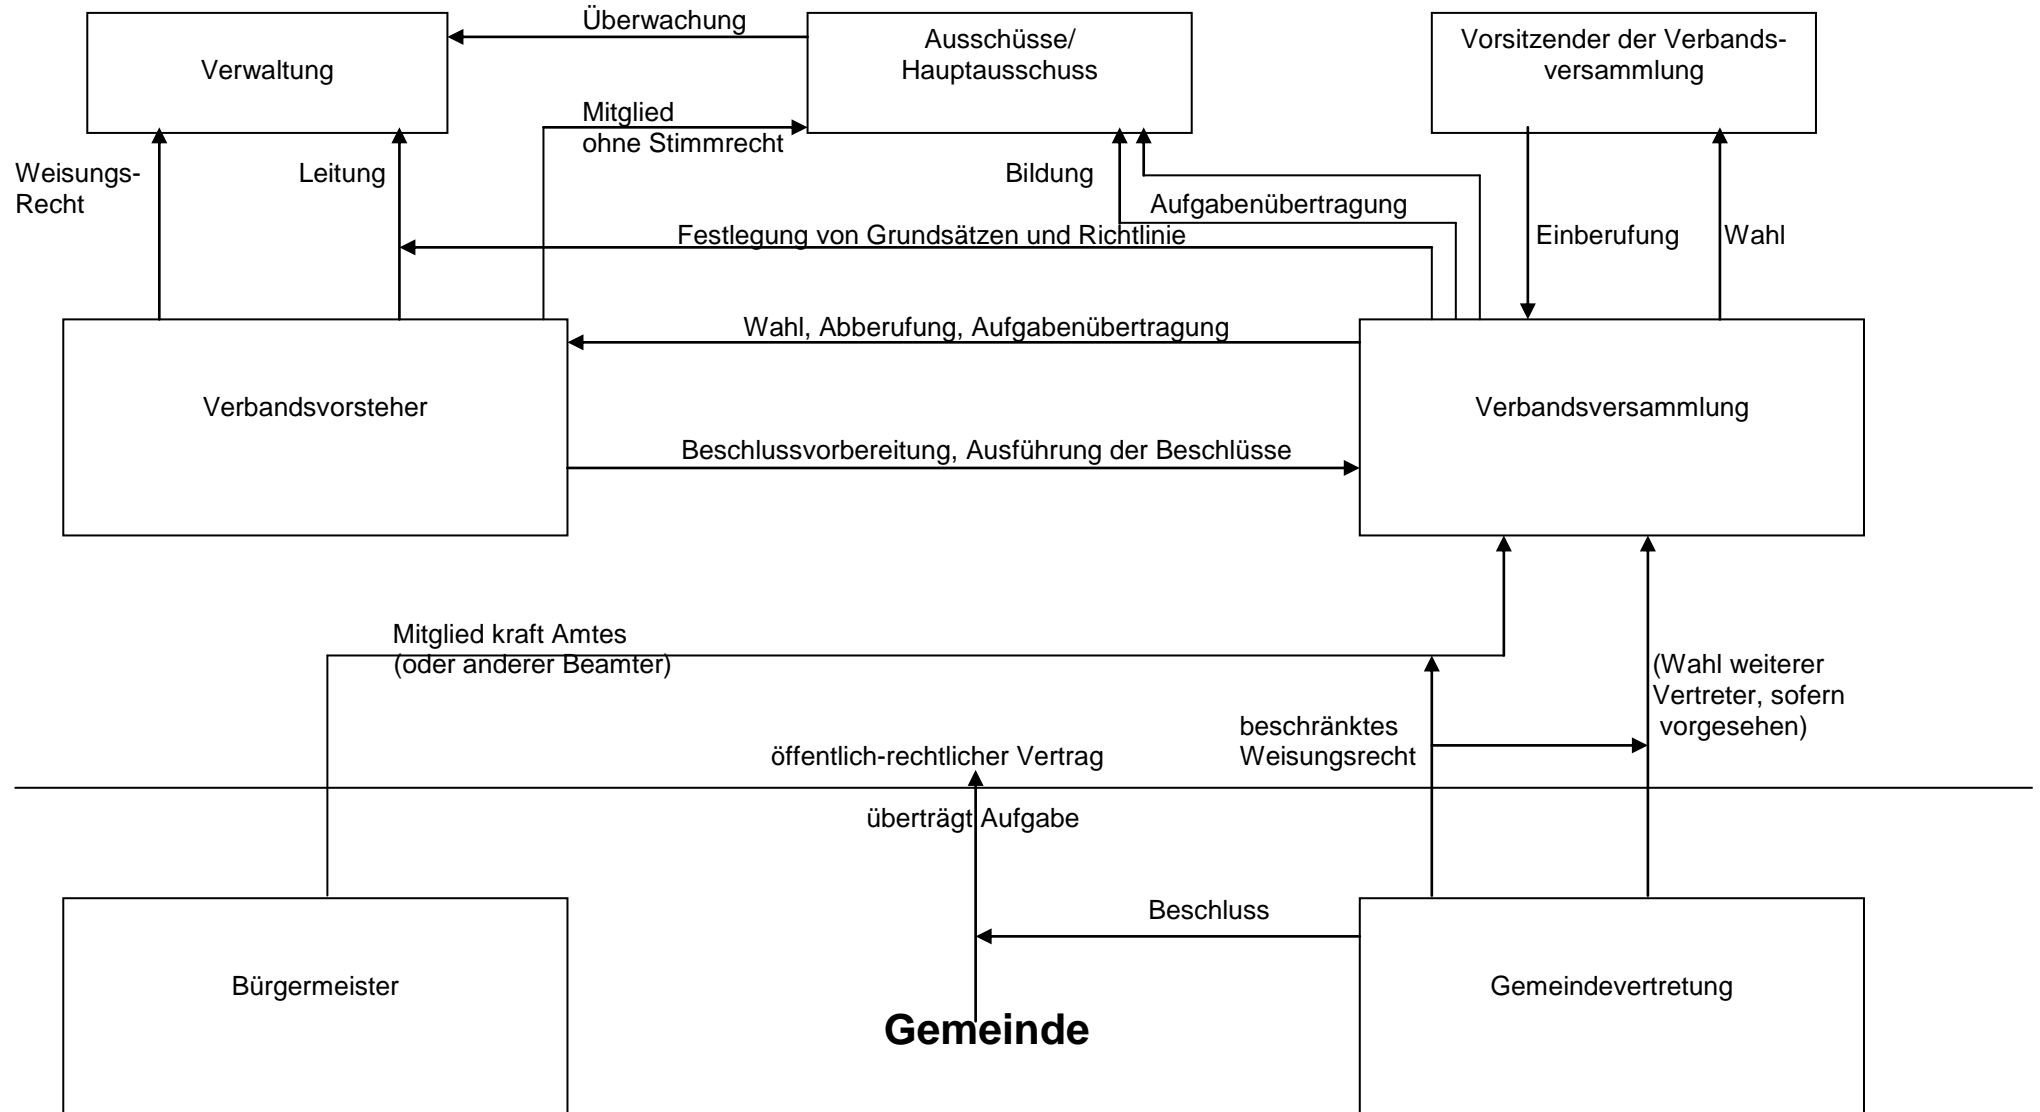 Überwachung
Verwaltung
Ausschüsse/
Hauptausschuss
Vorsitzender der Verbands-
versammlung
Mitglied
ohne Stimmrecht
Weisungs-
Recht
Leitung
Bildung
Aufgabenübertragung
Festlegung von Grundsätzen und Richtlinie
Einberufung
Wahl
Wahl, Abberufung, Aufgabenübertragung
Verbandsvorsteher
Verbandsversammlung
Beschlussvorbereitung, Ausführung der Beschlüsse
Mitglied kraft Amtes
(oder anderer Beamter)
(Wahl weiterer
Vertreter, sofern
vorgesehen)
beschränktes
Weisungsrecht
öffentlich-rechtlicher Vertrag
überträgt Aufgabe
Beschluss
Bürgermeister
Gemeindevertretung
Gemeinde